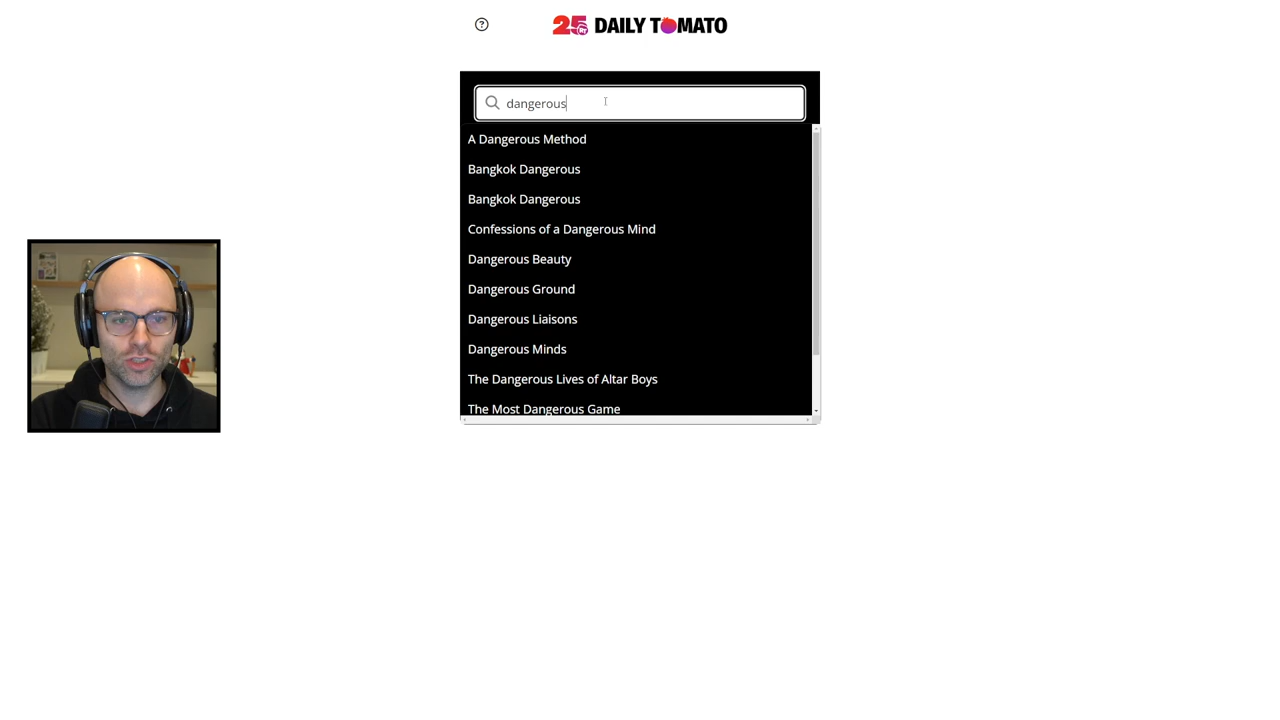 25 RT DAILY TOMATO
dangerous
A Dangerous Method
Bangkok Dangerous
Bangkok Dangerous
Confessions of a Dangerous Mind
Dangerous Beauty
Dangerous Ground
Dangerous Liaisons
Dangerous Minds
The Dangerous Lives of Altar Boys
The Most Dangerous Game